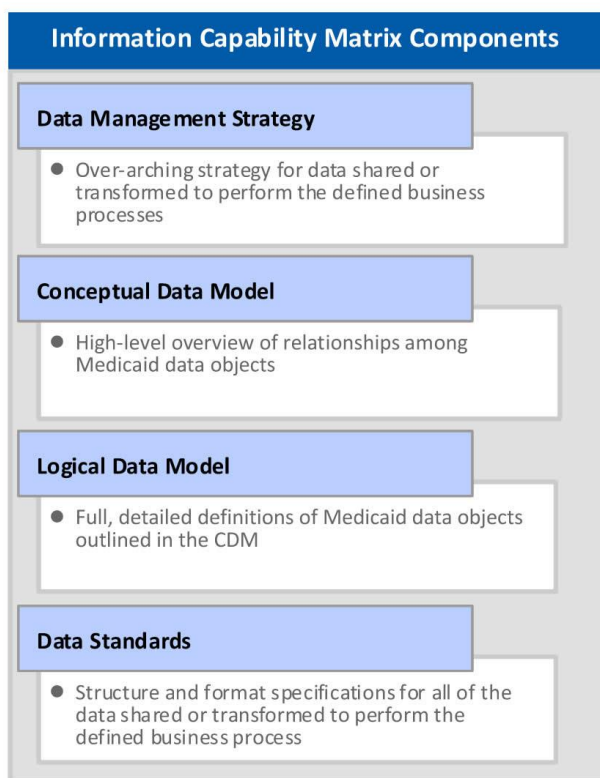 Information Capability Matrix Components
Data Management Strategy
● Over-arching strategy for data shared or
transformed to perform the defined business
processes
Conceptual Data Model
● High-level overview of relationships among
Medicaid data objects
Logical Data Model
● Full, detailed definitions of Medicaid data objects
outlined in the CDM
Data Standards
● Structure and format specifications for all of the
data shared or transformed to perform the
defined business process